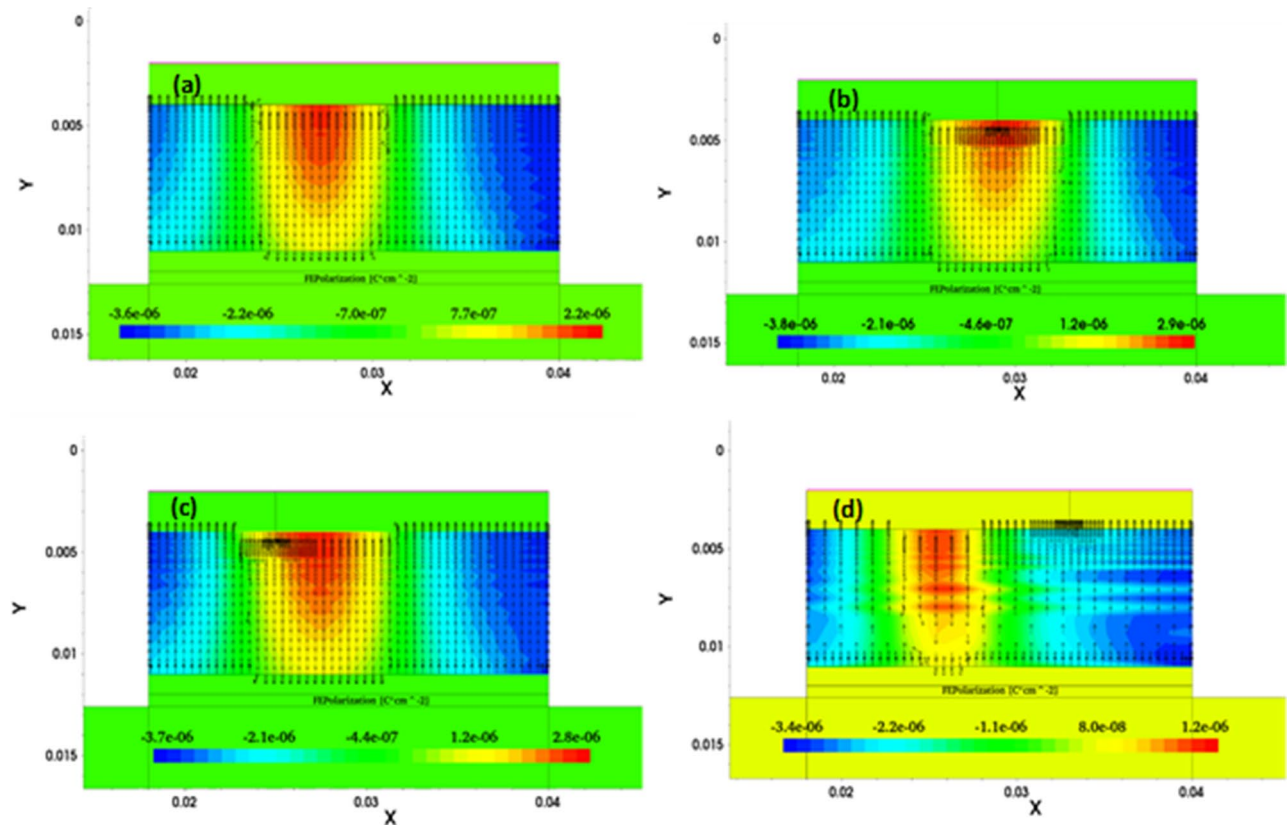 (a)
0
0.005
0.01
0.015
Y
FEPolarization [C*cm^-2]
-3.6e-06 -2.2e-06 -7.0e-07 7.7e-07 2.2e-06
0.02 0.03 0.04
X
(b)
0
0.005
0.01
0.015
Y
FEPolarization [C*cm^-2]
-3.8e-06 -2.1e-06 -4.6e-07 1.2e-06 2.9e-06
0.02 0.03 0.04
X
(c)
0
0.005
0.01
0.015
Y
FEPolarization [C*cm^-2]
-3.7e-06 -2.1e-06 -4.4e-07 1.2e-06 2.8e-06
0.02 0.03 0.04
X
(d)
0
0.005
0.01
0.015
Y
FEPolarization [C*cm^-2]
-3.4e-06 -2.2e-06 -1.1e-06 8.0e-08 1.2e-06
0.02 0.03 0.04
X